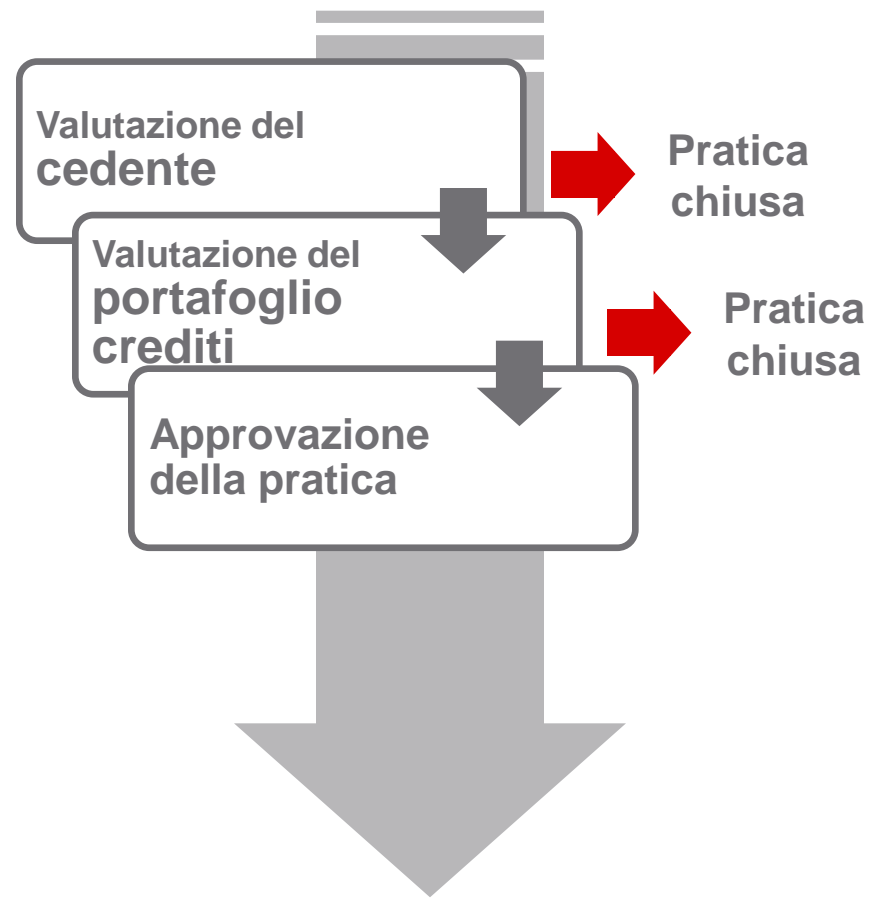 Valutazione del
cedente
Pratica
chiusa
Valutazione del
portafoglio
crediti
Pratica
chiusa
Approvazione
della pratica